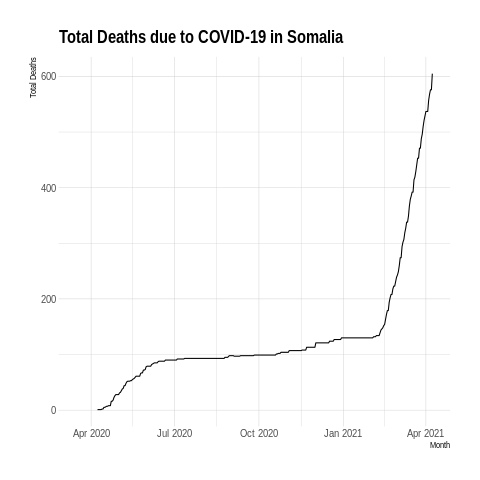 Total Deaths due to COVID-19 in Somalia
Total Deaths
600
400
200
0
Apr 2020 Jul 2020 Oct 2020 Jan 2021 Apr 2021
Month